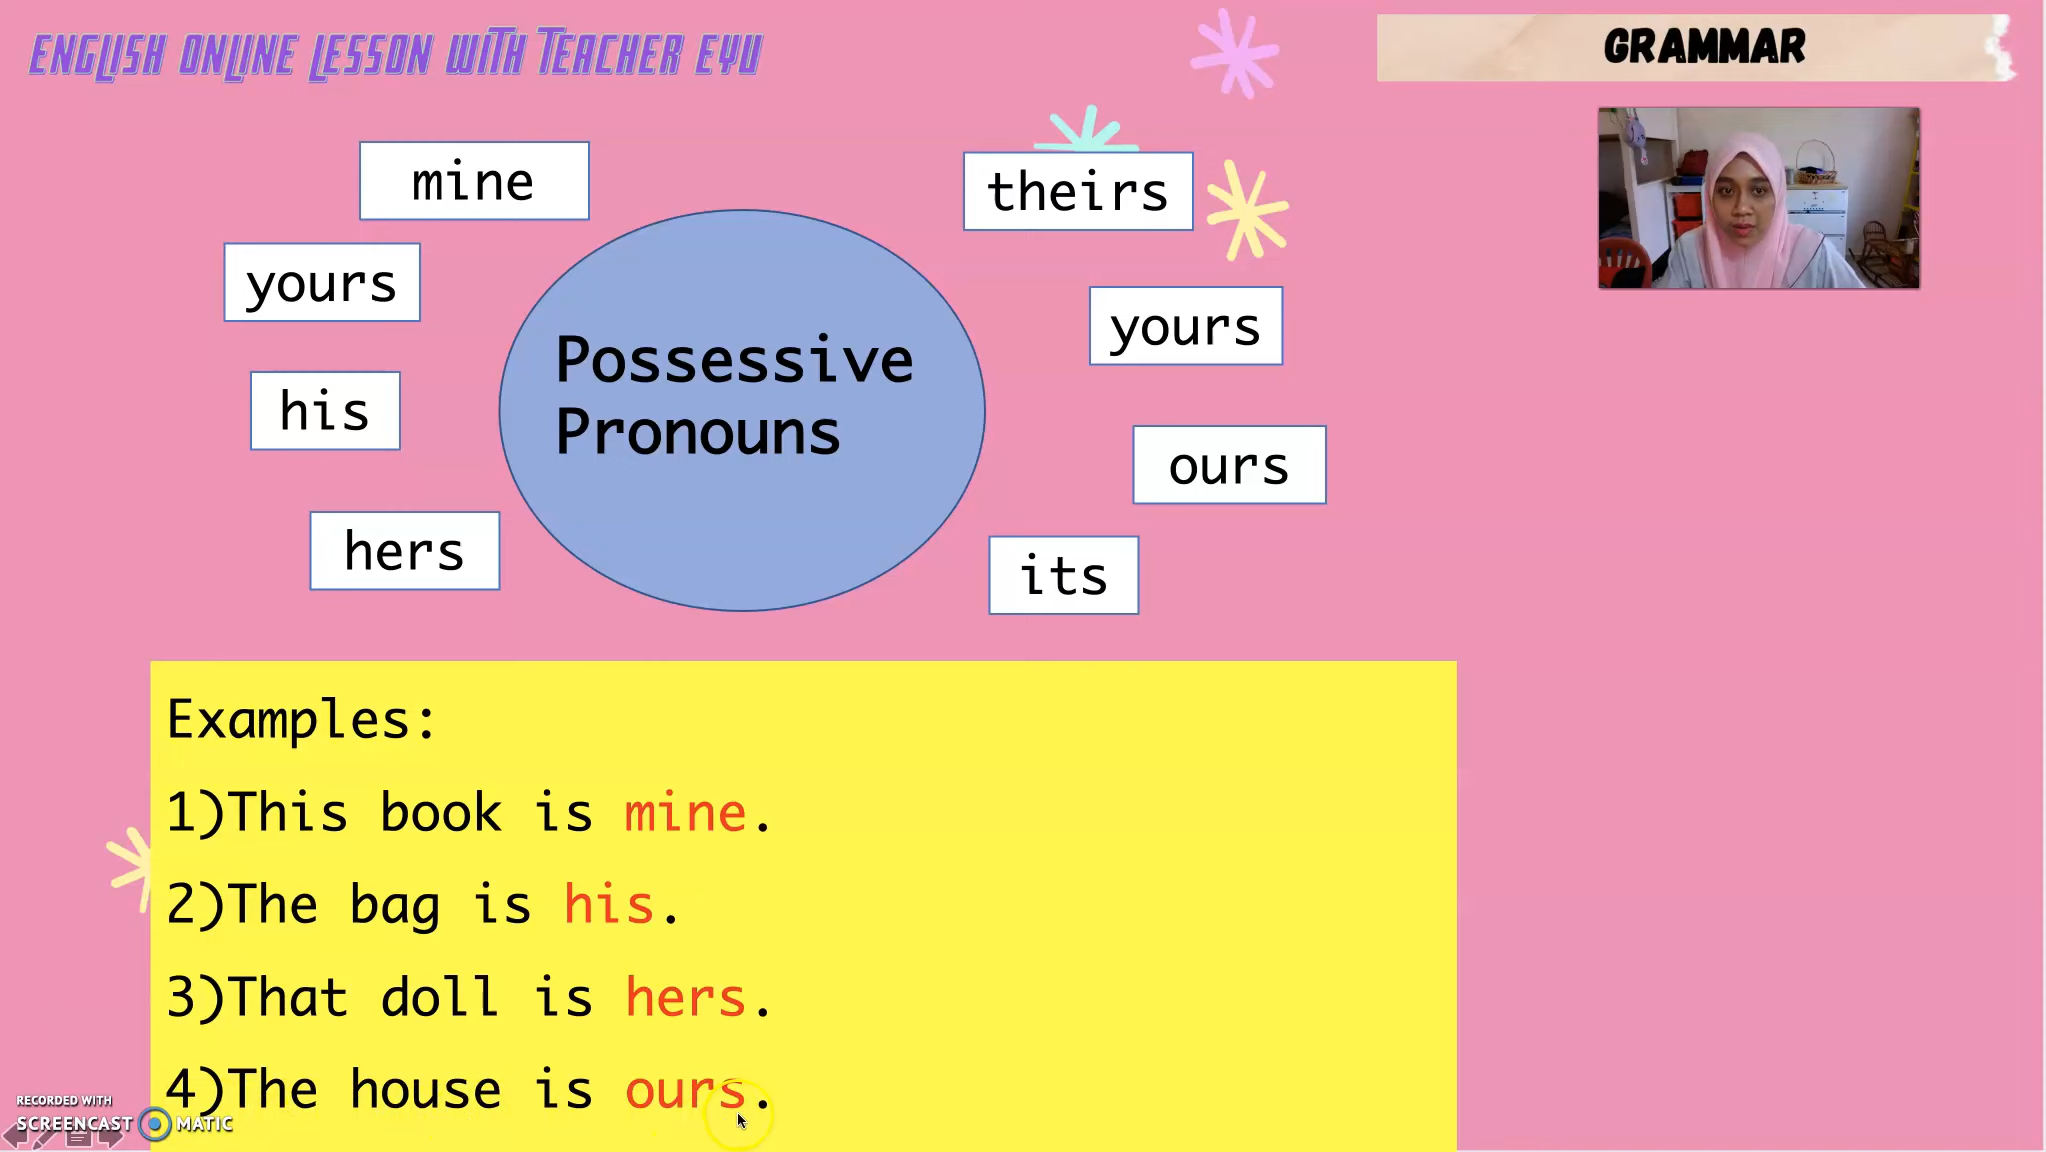 ENGLISH ONLINE LESSON WITH TEACHER EYU
GRAMMAR
mine
theirs
yours
yours
Possessive
Pronouns
his
ours
hers
its
Examples:
1)This book is mine.
2)The bag is his.
3)That doll is hers.
4)The house is ours.
RECORDED WITH
SCREENCAST MATIC